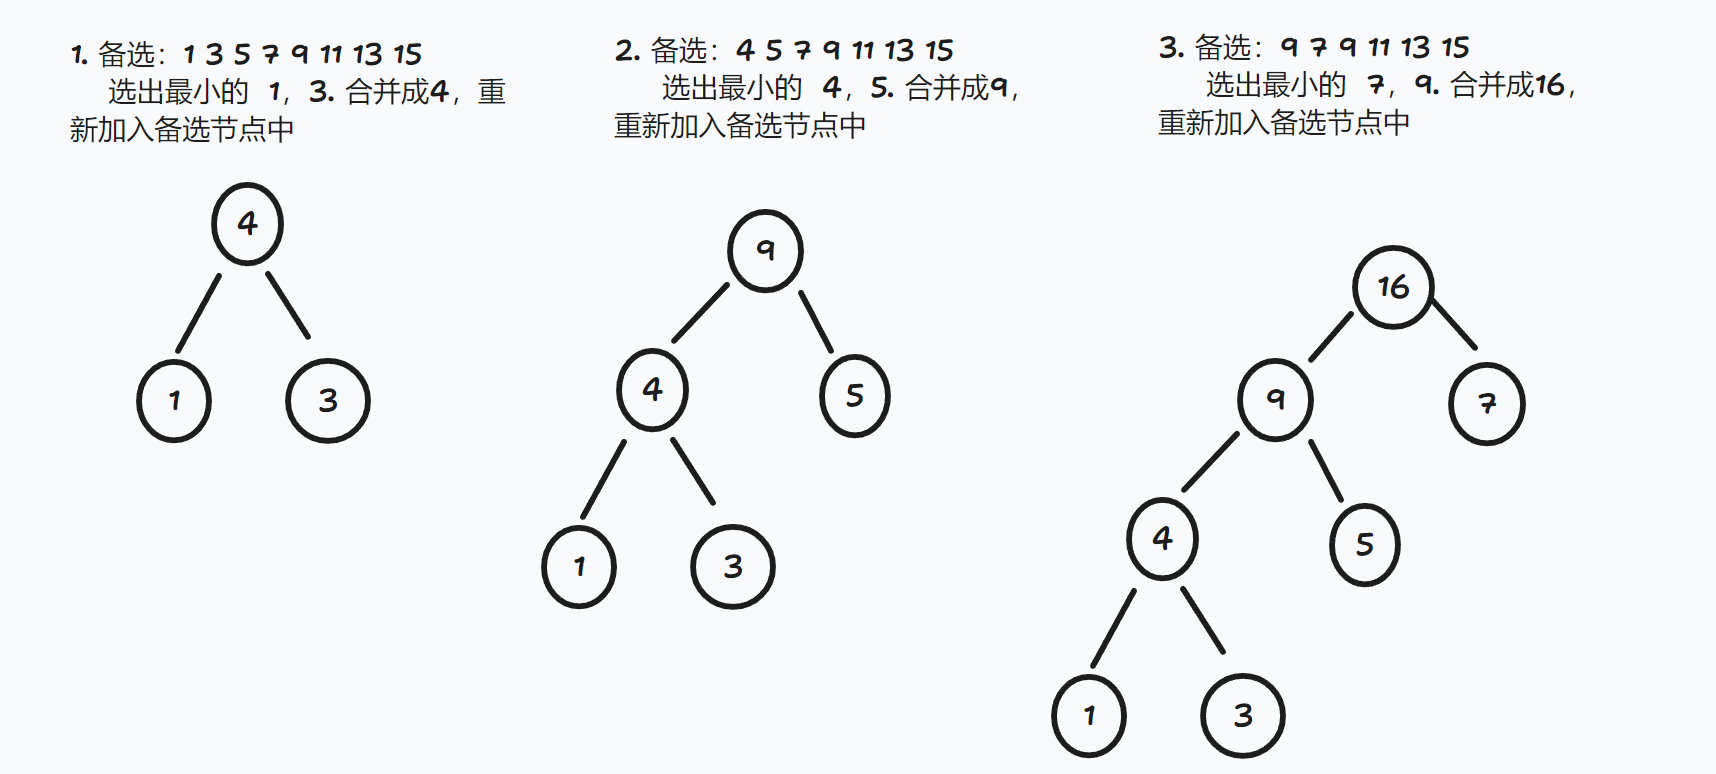 1. 备选：1 3 5 7 9 11 13 15
选出最小的 1，3. 合并成4，重
新加入备选节点中
4
1 3
2. 备选：4 5 7 9 11 13 15
选出最小的 4，5. 合并成9，
重新加入备选节点中
9
4 5
1 3
3. 备选：9 7 9 11 13 15
选出最小的 7，9. 合并成16，
重新加入备选节点中
16
9 7
4 5
1 3